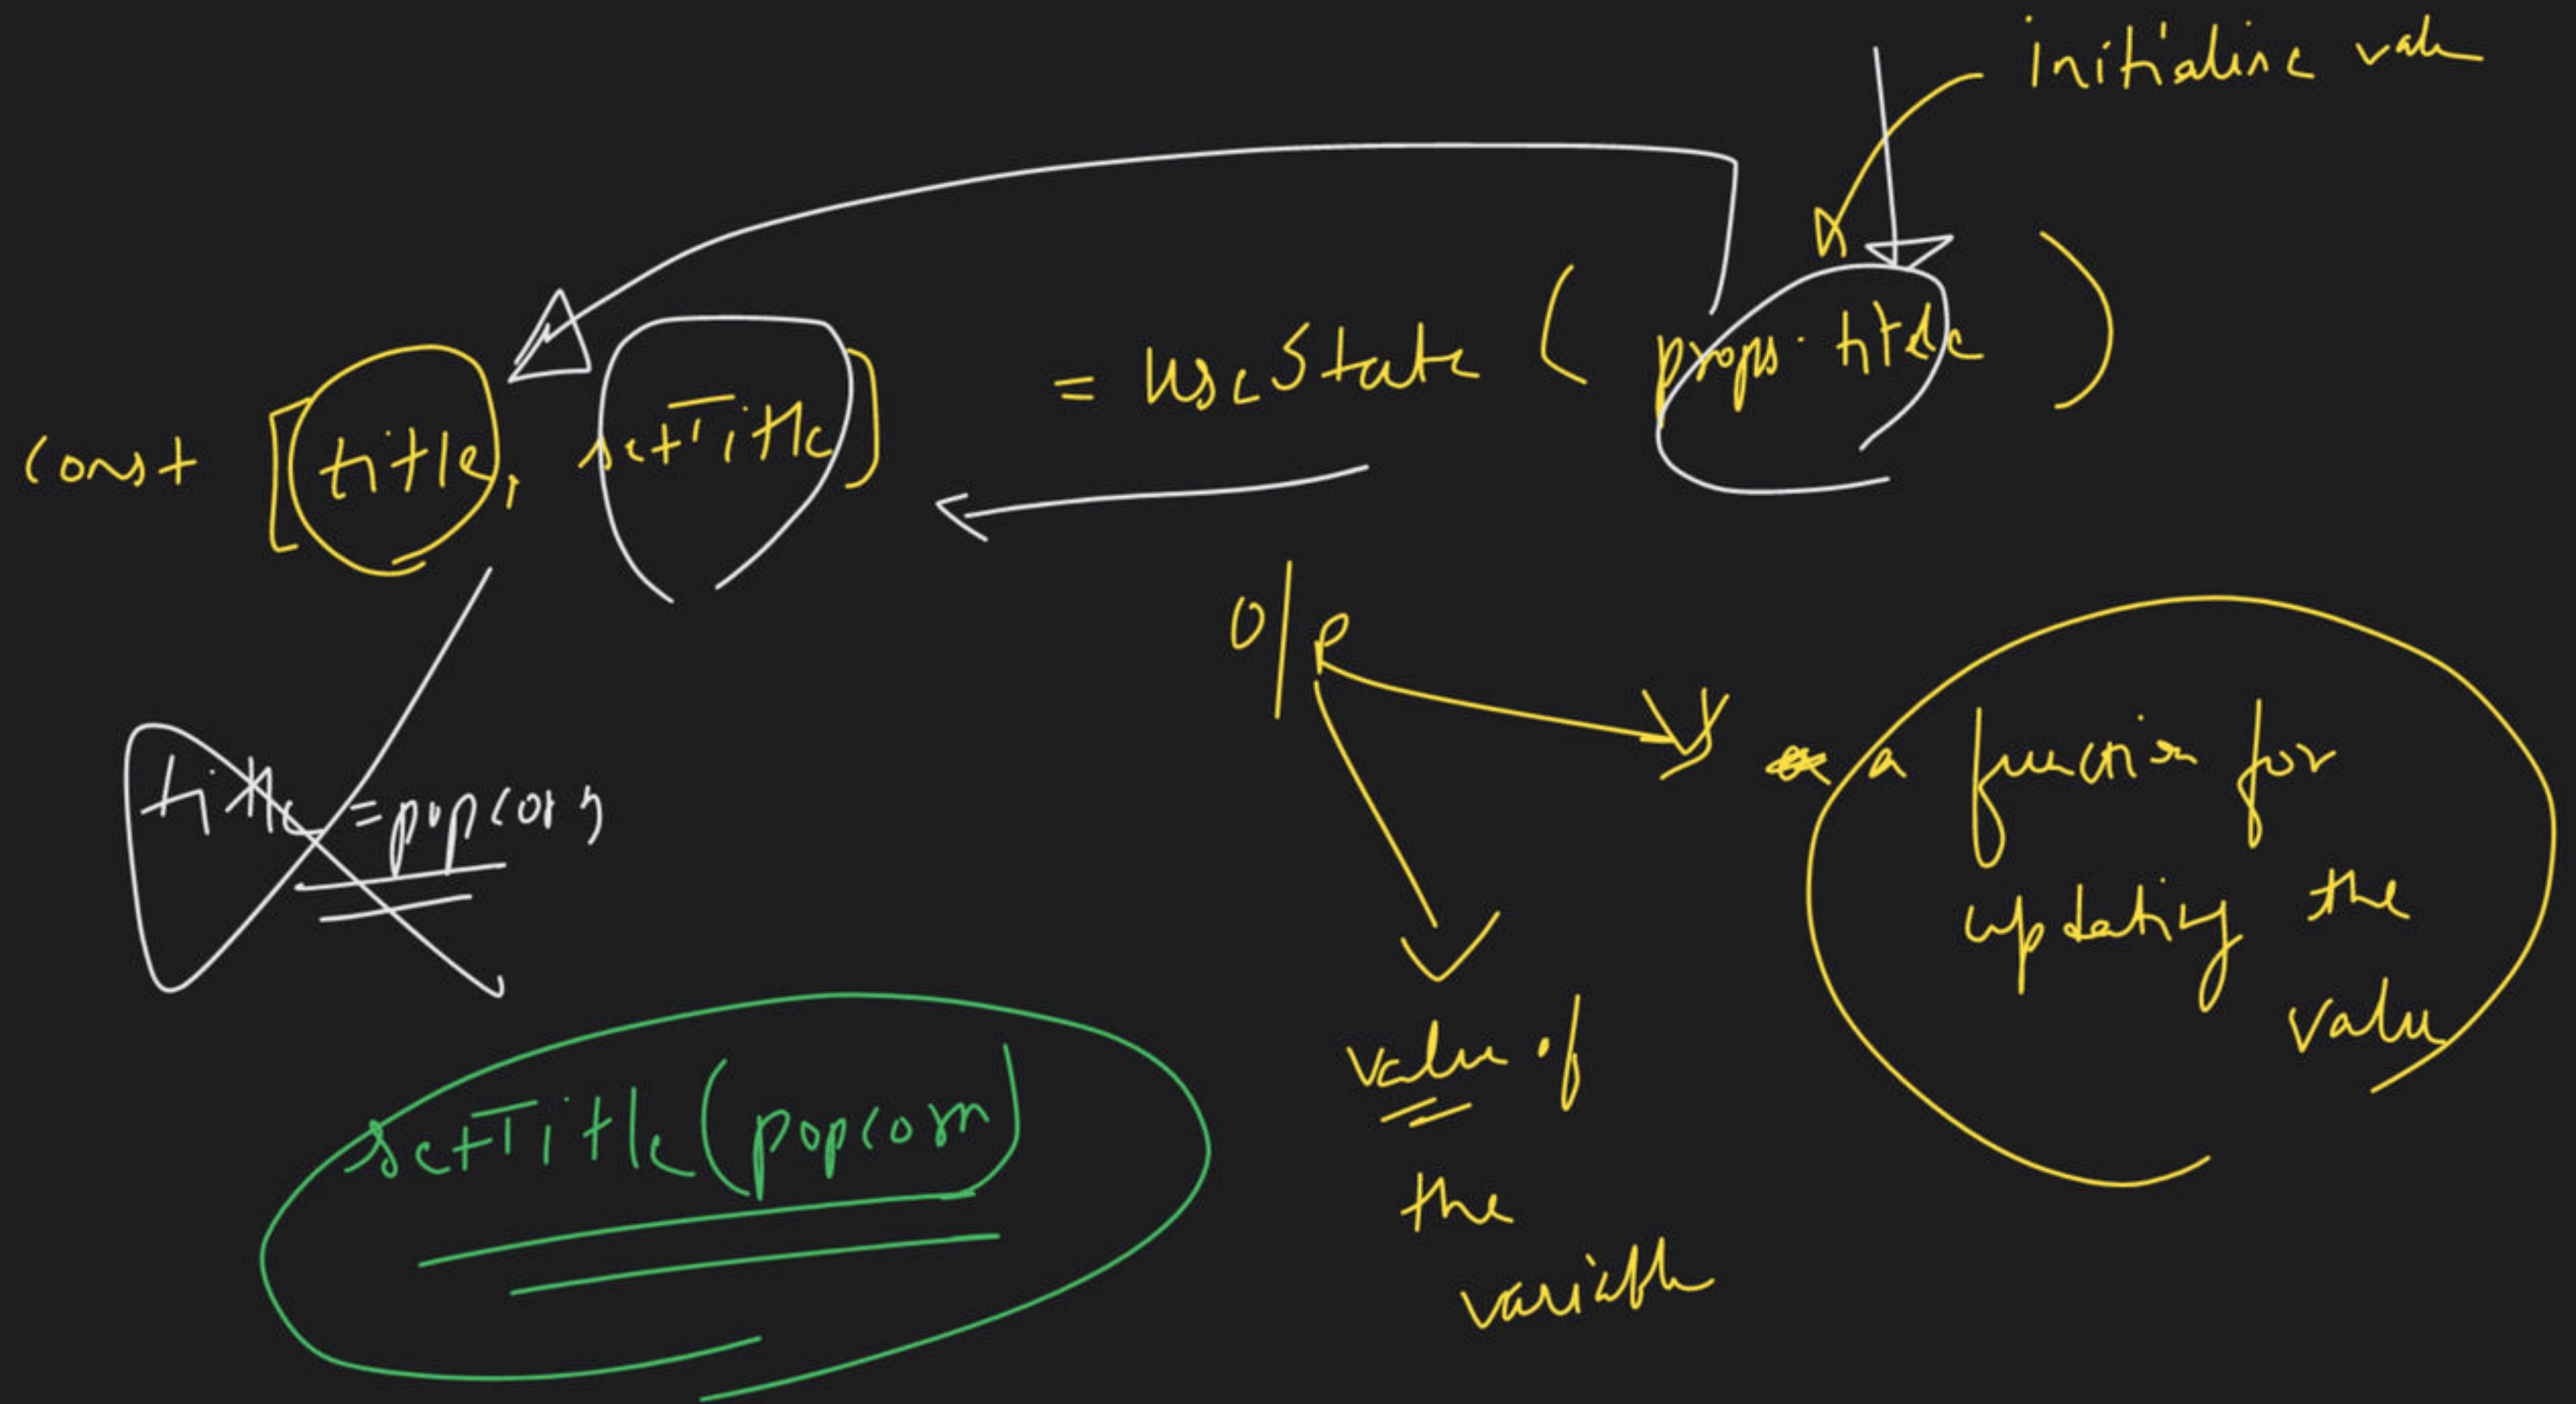 initialise value
const [title, setTitle] = useState ( props.title )
O/P
title = popcorn
a function for
updating the
value
value of
the
variable
setTitle(popcorn)